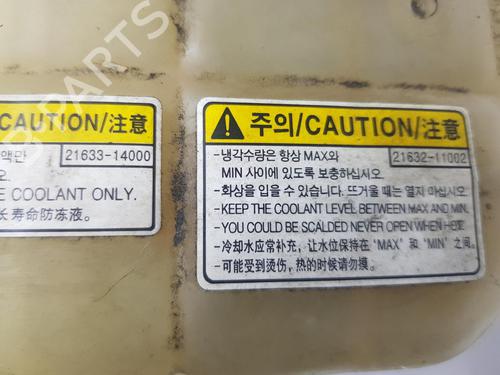 PARTS
CAUTION/注意
21633-14000
COOLANT ONLY.
长寿命防冻液。
주의/CAUTION/注意
- 냉각수량은 항상 MAX와
21632-11002
MIN 사이에 있도록 보충하십시오.
- 화상을 입을 수 있습니다. 뜨거울 때는 열지 마십시오.
- KEEP THE COOLANT LEVEL BETWEEN MAX AND MIN.
- YOU COULD BE SCALDED NEVER OPEN WHEN HOT.
- 冷却水应常补充，让水位保持在 'MAX' 和 'MIN' 之间。
- 可能受到烫伤，热的时候请勿摸。